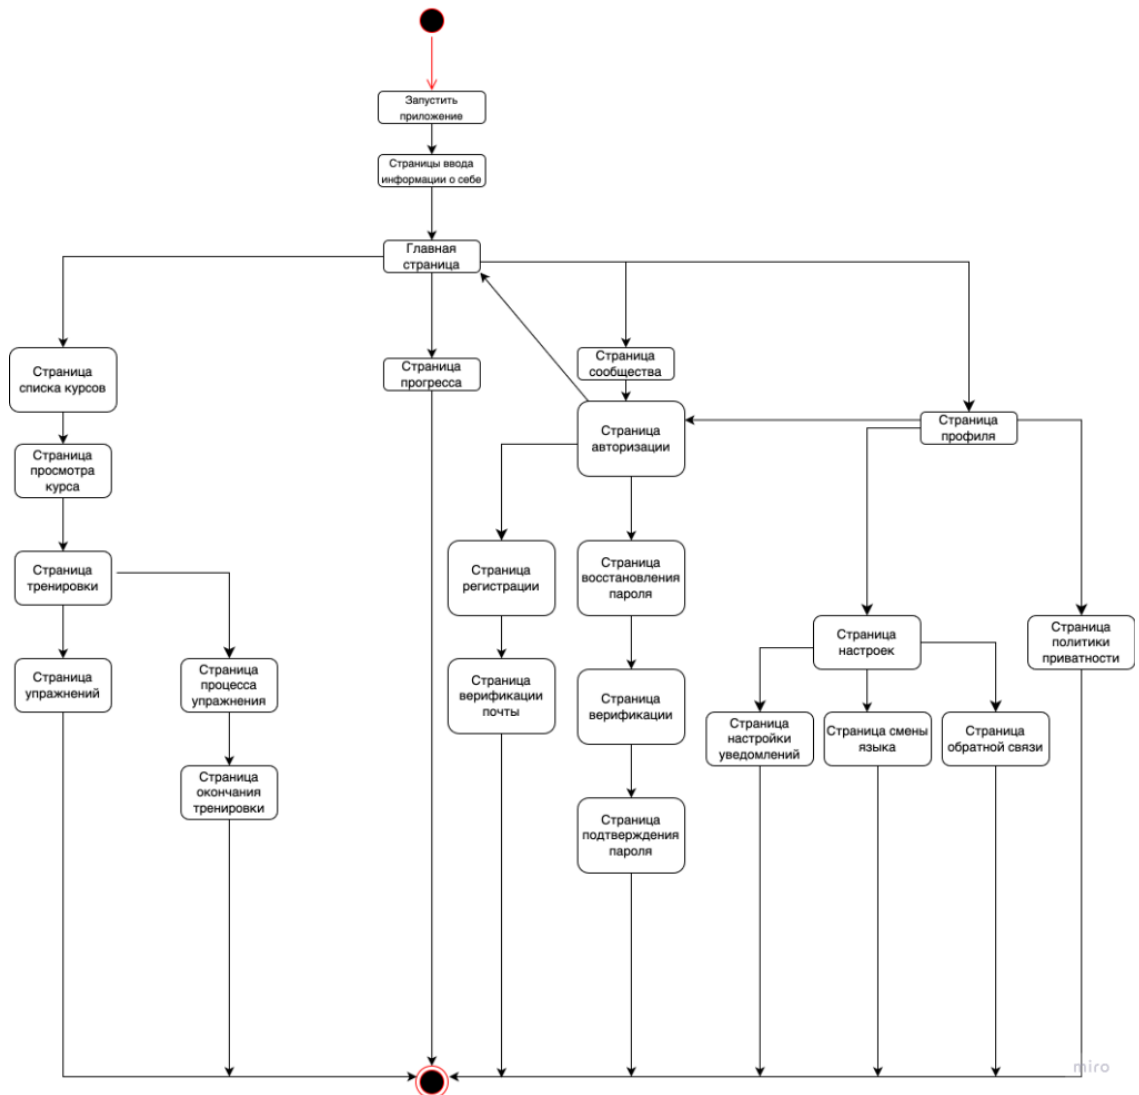 Запустить
приложение
Страницы ввода
информации о себе
Главная
страница
Страница
списка курсов
Страница
прогресса
Страница
сообщества
Страница
авторизации
Страница
профиля
Страница
просмотра
курса
Страница
тренировки
Страница
регистрации
Страница
восстановления
пароля
Страница
настроек
Страница
политики
приватности
Страница
упражнений
Страница
процесса
упражнения
Страница
верификации
почты
Страница
верификации
Страница
настройки
уведомлений
Страница смены
языка
Страница
обратной связи
Страница
окончания
тренировки
Страница
подтверждения
пароля
miro